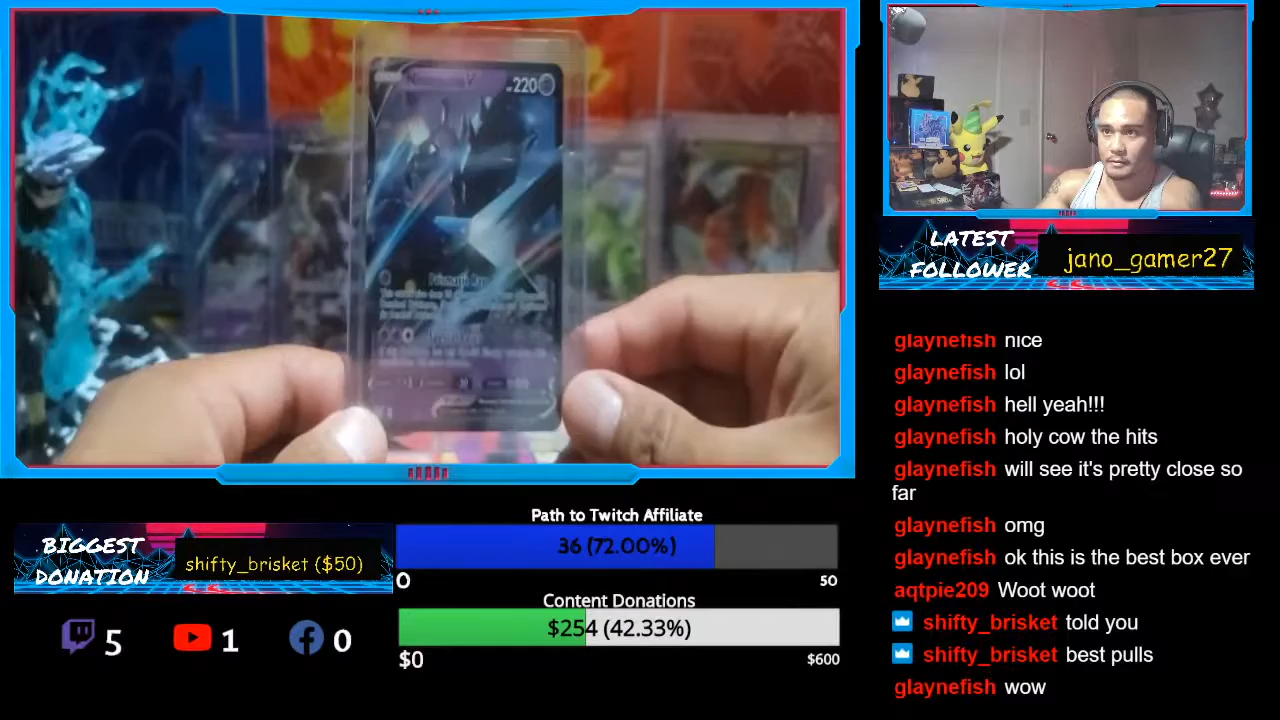 V
220
LATEST
FOLLOWER
jano_gamer27
glaynefish nice
glaynefish lol
glaynefish hell yeah!!!
glaynefish holy cow the hits
glaynefish will see it's pretty close so
far
glaynefish omg
glaynefish ok this is the best box ever
aqtpie209 Woot woot
shifty_brisket told you
shifty_brisket best pulls
glaynefish wow
BIGGEST
DONATION
shifty_brisket ($50)
5
1
0
Path to Twitch Affiliate
36 (72.00%)
0
50
Content Donations
$254 (42.33%)
$0
$600